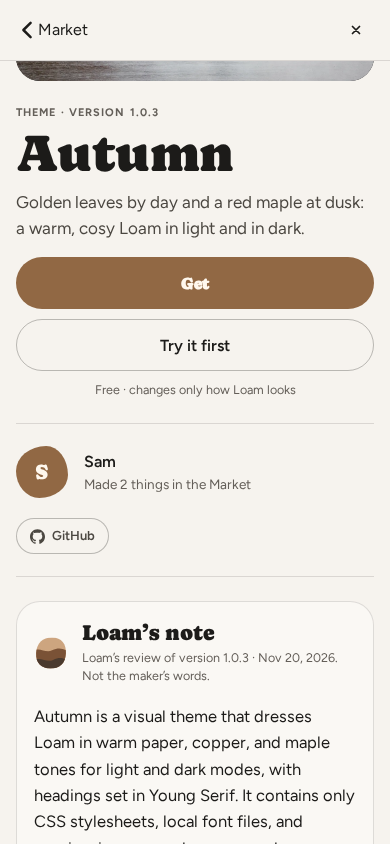 Market
THEME · VERSION 1.0.3
Autumn
Golden leaves by day and a red maple at dusk:
a warm, cosy Loam in light and in dark.
Get
Try it first
Free · changes only how Loam looks
S
Sam
Made 2 things in the Market
GitHub
Loam’s note
Loam’s review of version 1.0.3 · Nov 20, 2026.
Not the maker’s words.
Autumn is a visual theme that dresses
Loam in warm paper, copper, and maple
tones for light and dark modes, with
headings set in Young Serif. It contains only
CSS stylesheets, local font files, and